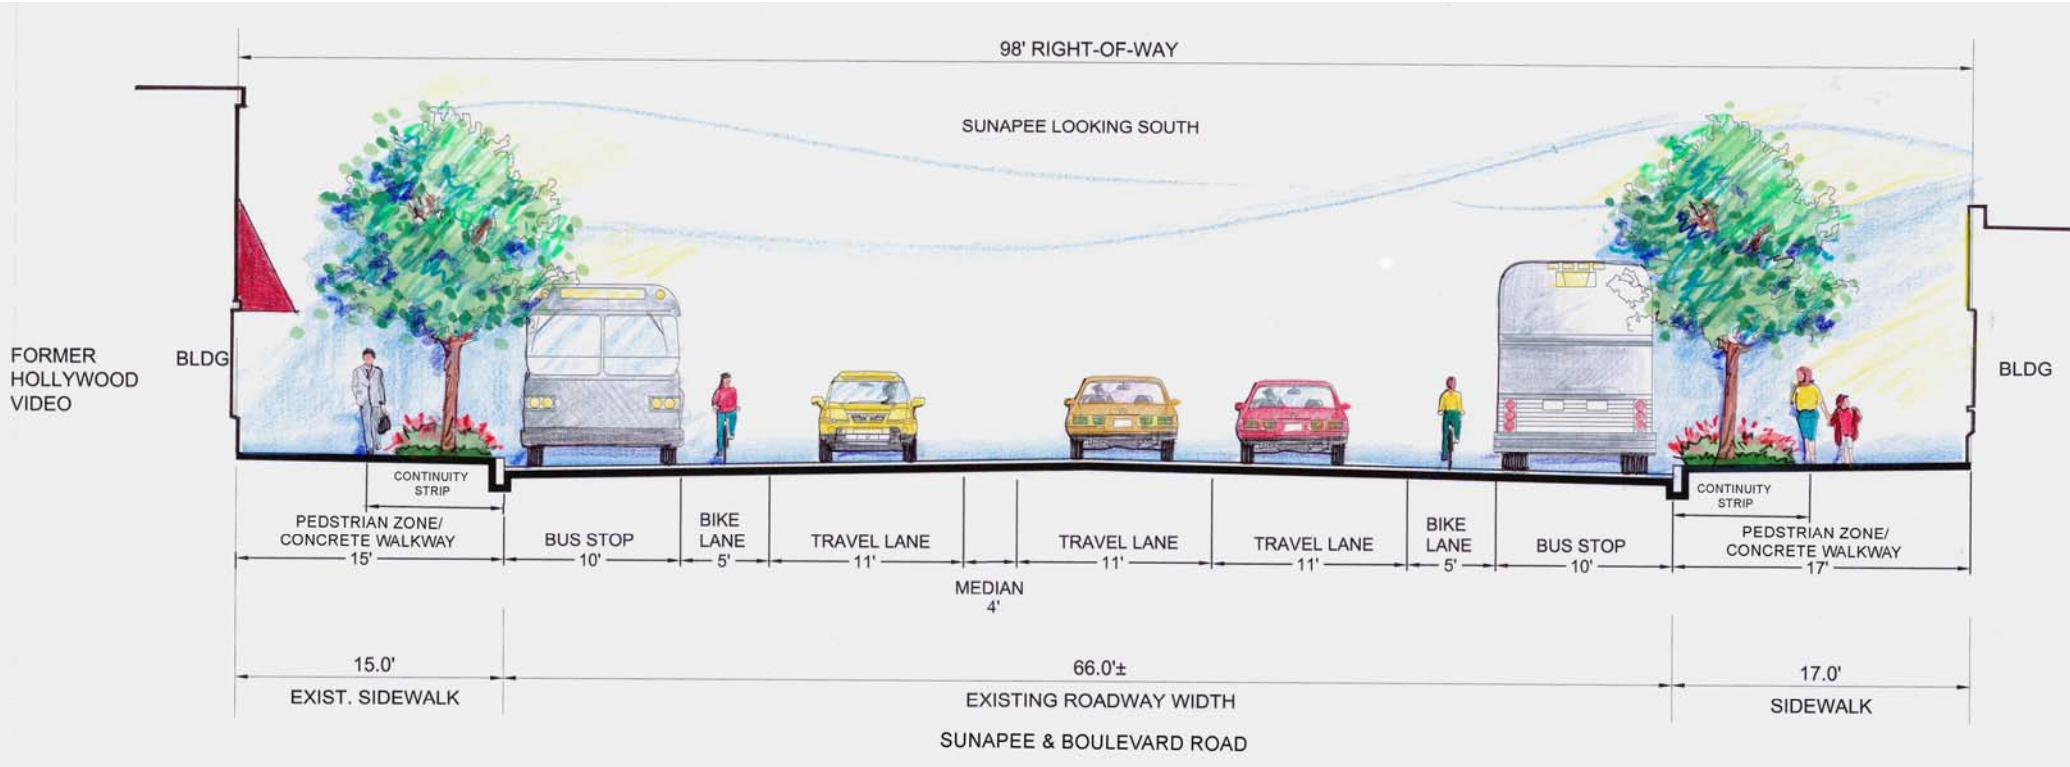 98' RIGHT-OF-WAY
SUNAPEE LOOKING SOUTH
FORMER
HOLLYWOOD
VIDEO
BLDG
BLDG
CONTINUITY
STRIP
PEDSTRIAN ZONE/
CONCRETE WALKWAY
15'
BUS STOP
10'
BIKE
LANE
5'
TRAVEL LANE
11'
MEDIAN
4'
TRAVEL LANE
11'
TRAVEL LANE
11'
BIKE
LANE
5'
BUS STOP
10'
CONTINUITY
STRIP
PEDSTRIAN ZONE/
CONCRETE WALKWAY
17'
15.0'
EXIST. SIDEWALK
66.0'±
EXISTING ROADWAY WIDTH
17.0'
SIDEWALK
SUNAPEE & BOULEVARD ROAD